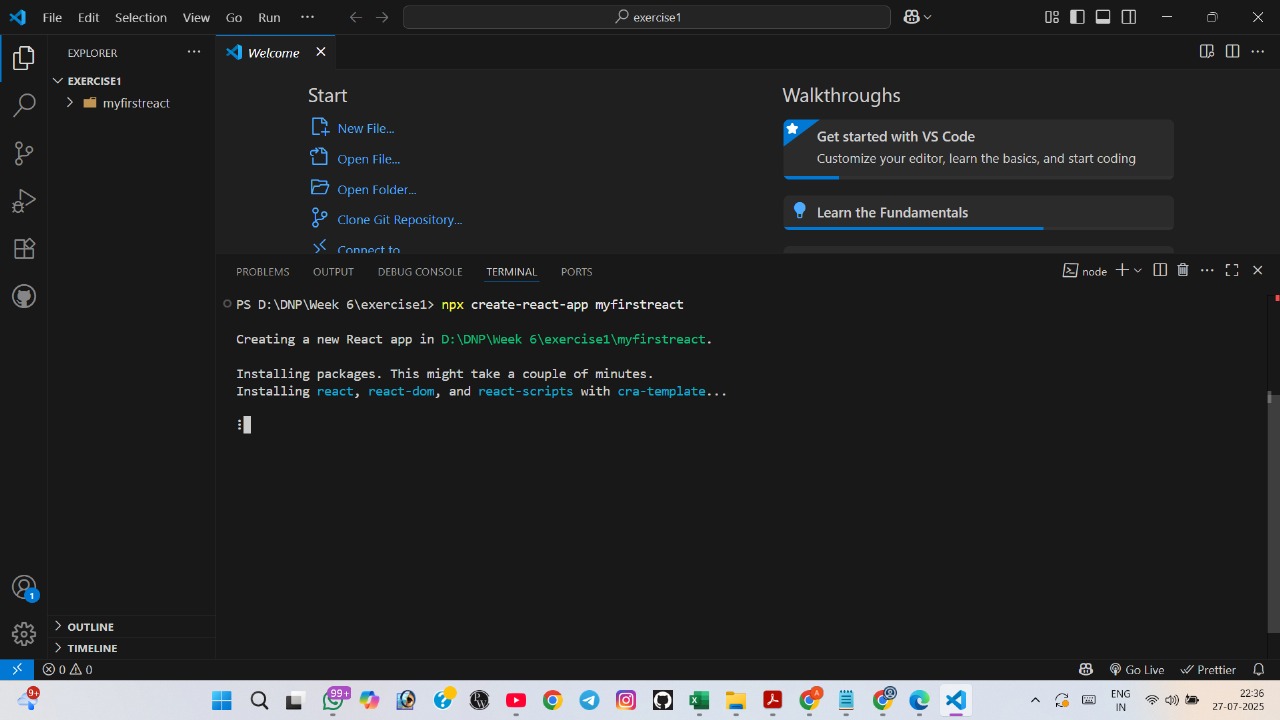 File Edit Selection View Go Run ···
exercise1
EXPLORER ···
EXERCISE1
myfirstreact
OUTLINE
TIMELINE
1
Welcome
Start
New File...
Open File...
Open Folder...
Clone Git Repository...
Connect to
Walkthroughs
Get started with VS Code
Customize your editor, learn the basics, and start coding
Learn the Fundamentals
PROBLEMS OUTPUT DEBUG CONSOLE TERMINAL PORTS
node
PS D:\DNP\Week 6\exercise1> npx create-react-app myfirstreact
Creating a new React app in D:\DNP\Week 6\exercise1\myfirstreact.
Installing packages. This might take a couple of minutes.
Installing react, react-dom, and react-scripts with cra-template...
0 0
Go Live Prettier
9+
99+
A
ENG
IN
22:36
27-07-2025